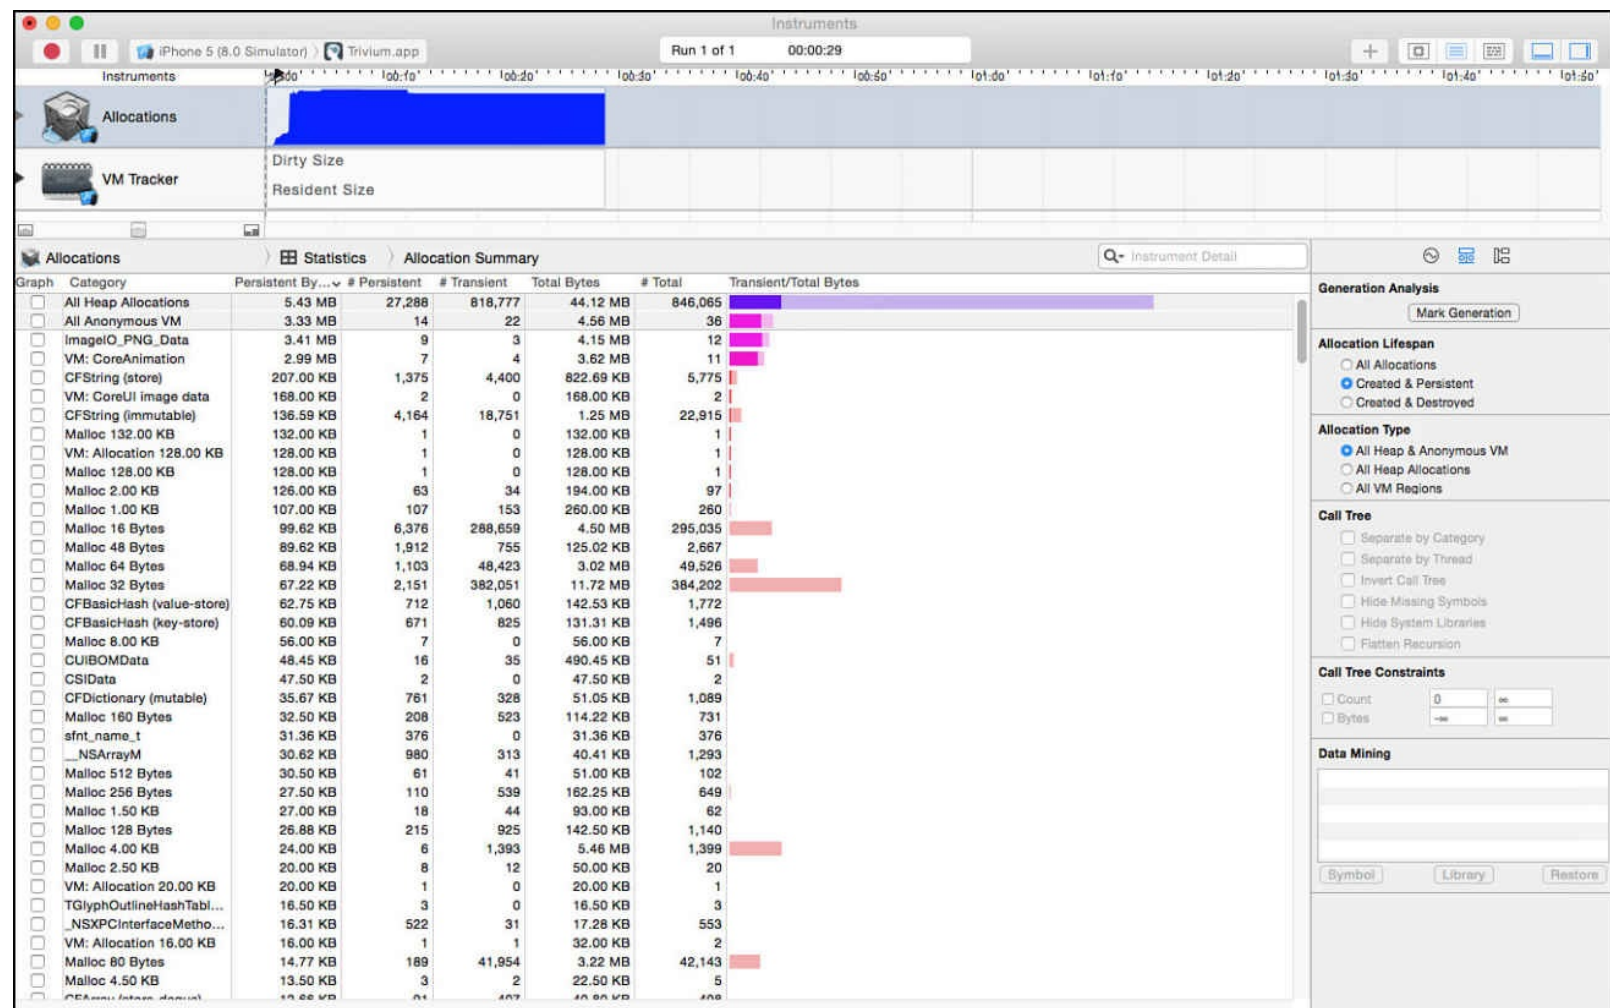 Instruments
iPhone 5 (8.0 Simulator) Trivium.app Run 1 of 1 00:00:29
Instruments 00:10 00:20 00:30 00:40 00:50 01:00 01:10 01:20 01:30 01:40 01:50
Allocations
Dirty Size
VM Tracker
Resident Size
Allocations Statistics Allocation Summary Instrument Detail
Graph Category Persistent By... # Persistent # Transient Total Bytes # Total Transient/Total Bytes
All Heap Allocations 5.43 MB 27,288 818,777 44.12 MB 846,065
All Anonymous VM 3.33 MB 14 22 4.56 MB 36
ImageIO_PNG_Data 3.41 MB 9 3 4.15 MB 12
VM: CoreAnimation 2.99 MB 7 4 3.62 MB 11
CFString (store) 207.00 KB 1,375 4,400 822.69 KB 5,775
VM: CoreUI image data 168.00 KB 2 0 168.00 KB 2
CFString (immutable) 136.59 KB 4,164 18,751 1.25 MB 22,915
Malloc 132.00 KB 132.00 KB 1 0 132.00 KB 1
VM: Allocation 128.00 KB 128.00 KB 1 0 128.00 KB 1
Malloc 128.00 KB 128.00 KB 1 0 128.00 KB 1
Malloc 2.00 KB 126.00 KB 63 34 194.00 KB 97
Malloc 1.00 KB 107.00 KB 107 153 260.00 KB 260
Malloc 16 Bytes 99.62 KB 6,376 288,659 4.50 MB 295,035
Malloc 48 Bytes 89.62 KB 1,912 755 125.02 KB 2,667
Malloc 64 Bytes 68.94 KB 1,103 48,423 3.02 MB 49,526
Malloc 32 Bytes 67.22 KB 2,151 382,051 11.72 MB 384,202
CFBasicHash (value-store) 62.75 KB 712 1,060 142.53 KB 1,772
CFBasicHash (key-store) 60.09 KB 671 825 131.31 KB 1,496
Malloc 8.00 KB 56.00 KB 7 0 56.00 KB 7
CUIBOMData 48.45 KB 16 35 490.45 KB 51
CSIData 47.50 KB 2 0 47.50 KB 2
CFDictionary (mutable) 35.67 KB 761 328 51.05 KB 1,089
Malloc 160 Bytes 32.50 KB 208 523 114.22 KB 731
sfnt_name_t 31.36 KB 376 0 31.36 KB 376
__NSArrayM 30.62 KB 980 313 40.41 KB 1,293
Malloc 512 Bytes 30.50 KB 61 41 51.00 KB 102
Malloc 256 Bytes 27.50 KB 110 539 162.25 KB 649
Malloc 1.50 KB 27.00 KB 18 44 93.00 KB 62
Malloc 128 Bytes 26.88 KB 215 925 142.50 KB 1,140
Malloc 4.00 KB 24.00 KB 6 1,393 5.46 MB 1,399
Malloc 2.50 KB 20.00 KB 8 12 50.00 KB 20
VM: Allocation 20.00 KB 20.00 KB 1 0 20.00 KB 1
TGlyphOutlineHashTabl... 16.50 KB 3 0 16.50 KB 3
_NSXPCInterfaceMetho... 16.31 KB 522 31 17.28 KB 553
VM: Allocation 16.00 KB 16.00 KB 1 1 32.00 KB 2
Malloc 80 Bytes 14.77 KB 189 41,954 3.22 MB 42,143
Malloc 4.50 KB 13.50 KB 3 2 22.50 KB 5
Generation Analysis
Mark Generation
Allocation Lifespan
All Allocations
Created & Persistent
Created & Destroyed
Allocation Type
All Heap & Anonymous VM
All Heap Allocations
All VM Regions
Call Tree
Separate by Category
Separate by Thread
Invert Call Tree
Hide Missing Symbols
Hide System Libraries
Flatten Recursion
Call Tree Constraints
Count 0 ∞
Bytes -∞ ∞
Data Mining
Symbol Library Restore